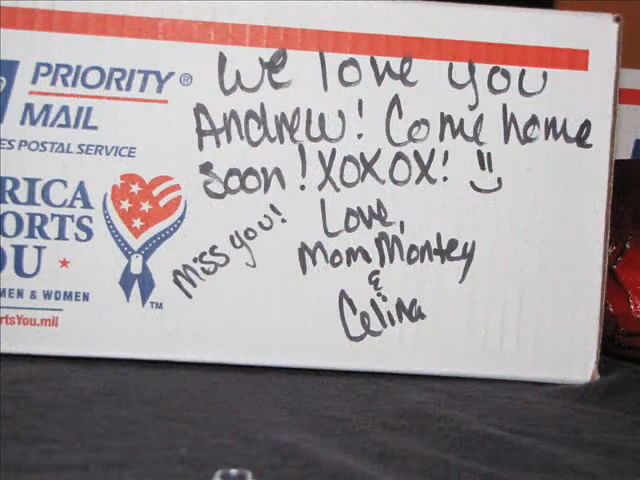 PRIORITY®
MAIL
ES POSTAL SERVICE
RICA
ORTS
OU
MEN & WOMEN
rtsYou.mil
TM
We love you
Andrew! Come home
soon! XOXOX!
Miss you!
Love,
Mom Montey
&
Celina